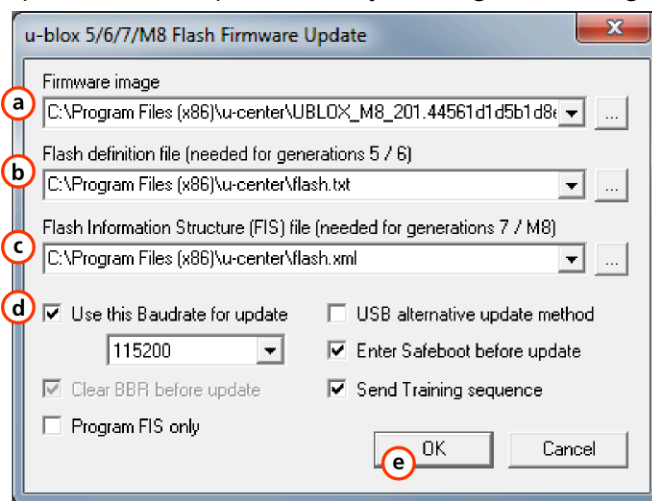 u-blox 5/6/7/M8 Flash Firmware Update
Firmware image
a
C:\Program Files (x86)\u-center\UBLOX_M8_201.44561d1d5b1d8
...
Flash definition file (needed for generations 5 / 6)
b
C:\Program Files (x86)\u-center\flash.txt
...
Flash Information Structure (FIS) file (needed for generations 7 / M8)
c
C:\Program Files (x86)\u-center\flash.xml
...
d
Use this Baudrate for update
USB alternative update method
115200
Enter Safeboot before update
Clear BBR before update
Send Training sequence
Program FIS only
OK
Cancel
e